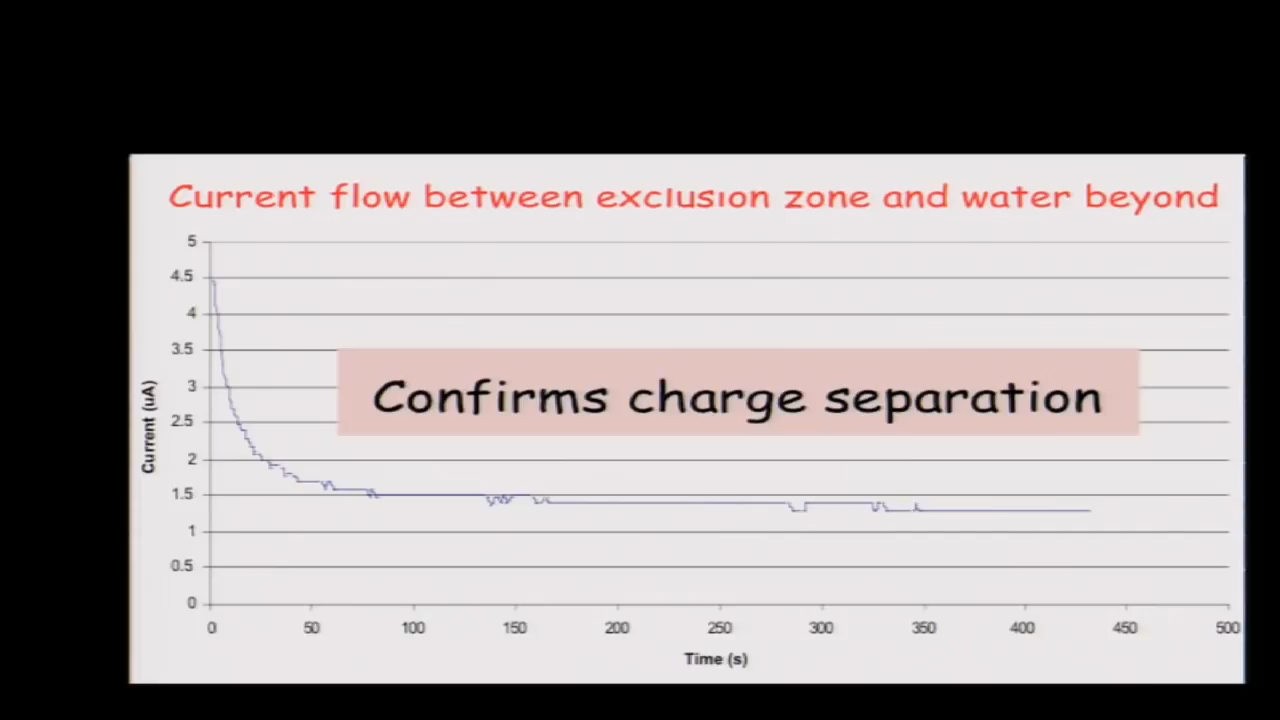 Current flow between exclusion zone and water beyond
5
4.5
4
3.5
3
2.5
2
1.5
1
0.5
0
Confirms charge separation
Current (uA)
0 50 100 150 200 250 300 350 400 450 500
Time (s)